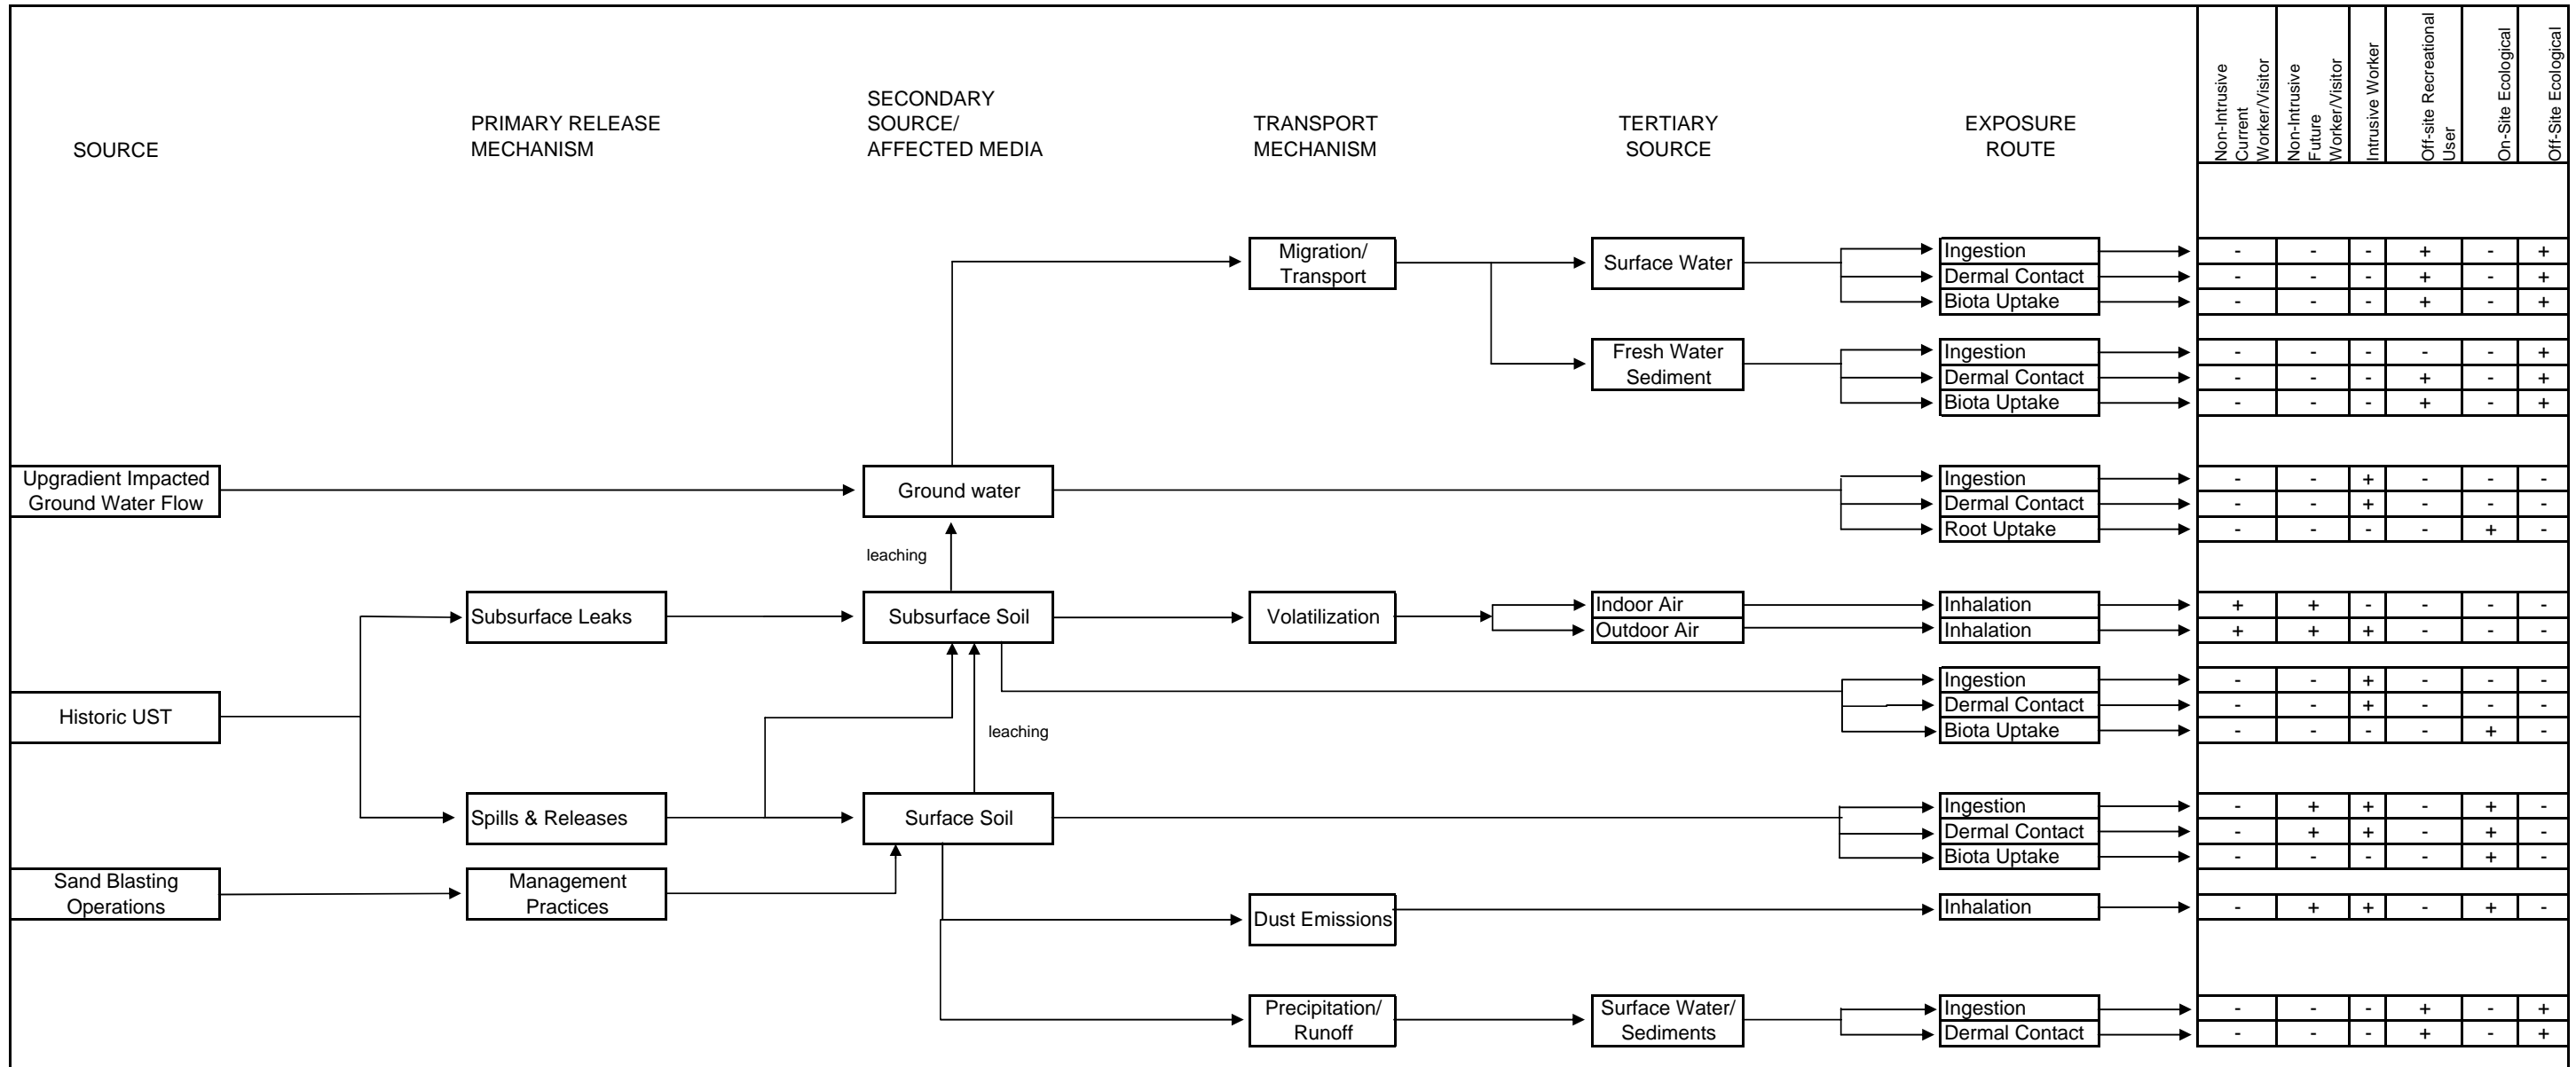 SOURCE
PRIMARY RELEASE
MECHANISM
SECONDARY
SOURCE/
AFFECTED MEDIA
TRANSPORT
MECHANISM
TERTIARY
SOURCE
EXPOSURE
ROUTE
Non-Intrusive
Current
Worker/Visitor
Non-Intrusive
Future
Worker/Visitor
Intrusive Worker
Off-site Recreational
User
On-Site Ecological
Off-Site Ecological
Migration/
Transport
Surface Water
Ingestion - - - + - +
Dermal Contact - - - + - +
Biota Uptake - - - + - +
Fresh Water
Sediment
Ingestion - - - - - +
Dermal Contact - - - + - +
Biota Uptake - - - + - +
Upgradient Impacted
Ground Water Flow
Ground water
Ingestion - - + - - -
Dermal Contact - - + - - -
Root Uptake - - - - + -
leaching
Subsurface Leaks
Subsurface Soil
Volatilization
Indoor Air
Inhalation + + - - - -
Outdoor Air
Inhalation + + + - - -
Ingestion - - + - - -
Dermal Contact - - + - - -
Biota Uptake - - - - + -
Historic UST
leaching
Spills & Releases
Surface Soil
Ingestion - + + - + -
Dermal Contact - + + - + -
Biota Uptake - - - - + -
Sand Blasting
Operations
Management
Practices
Dust Emissions
Inhalation - + + - + -
Precipitation/
Runoff
Surface Water/
Sediments
Ingestion - - - + - +
Dermal Contact - - - + - +